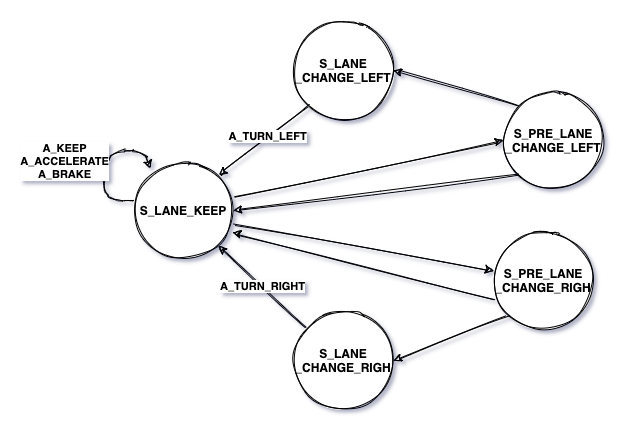 S_LANE
_CHANGE_LEFT
A_TURN_LEFT
S_PRE_LANE
_CHANGE_LEFT
A_KEEP
A_ACCELERATE
A_BRAKE
S_LANE_KEEP
S_PRE_LANE
_CHANGE_RIGH
A_TURN_RIGHT
S_LANE
_CHANGE_RIGH